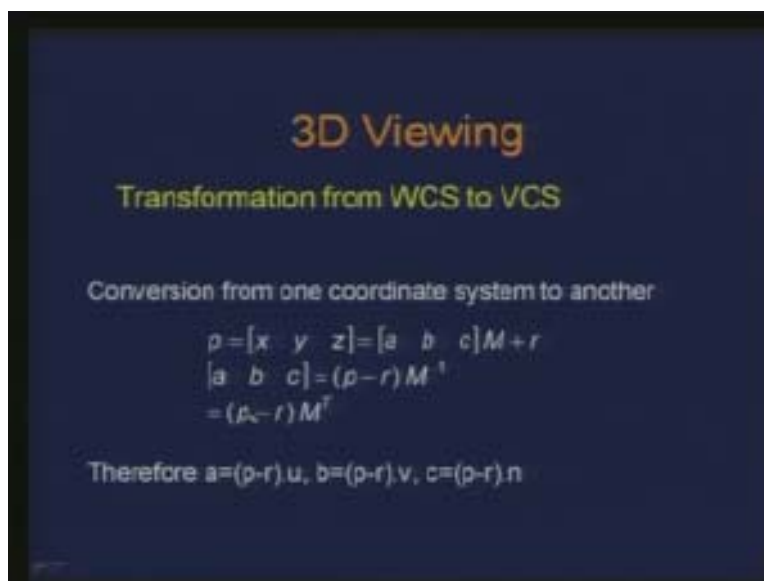 3D Viewing
Transformation from WCS to VCS
Conversion from one coordinate system to another
p=[x y z]=[a b c]M+r
[a b c]=(p-r)M⁻¹
=(p-r)Mᵀ
Therefore a=(p-r).u, b=(p-r).v, c=(p-r).n